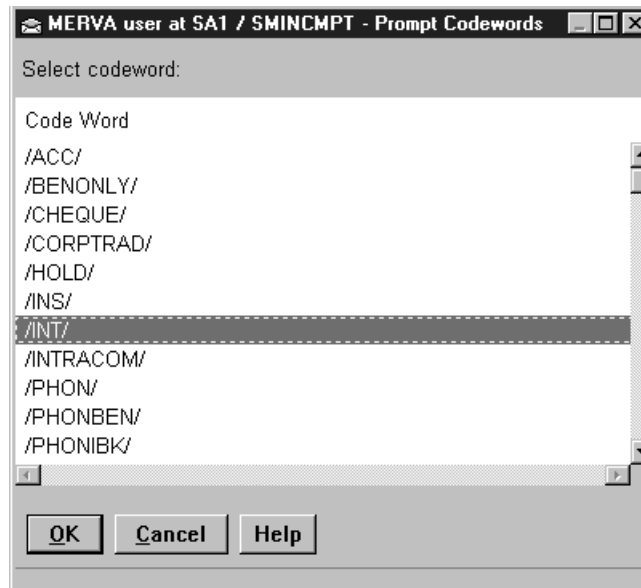 MERVA user at SA1 / SMINCMPT - Prompt Codewords
Select codeword:
Code Word
/ACC/
/BENONLY/
/CHEQUE/
/CORPTRAD/
/HOLD/
/INS/
/INT/
/INTRACOM/
/PHON/
/PHONBEN/
/PHONIBK/
OK Cancel Help